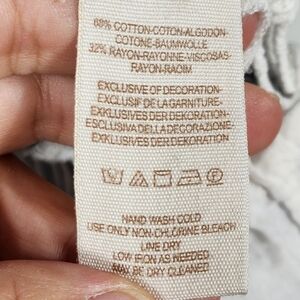 68% COTTON-COTON-ALGODON-
COTONE-BAUMWOLLE
32% RAYON-RAYONNE-VISCOSAS
RAYON-RAOIM
EXCLUSIVE OF DECORATION-
EXCLUSIF DE LA GARNITURE-
EXKLUSIVES DER DEKORATION-
ESCLUSIVA DELLA DECORAZIONE-
EXKLUSIVES DER DEKORATION
HAND WASH COLD
USE ONLY NON-CHLORINE BLEACH
LINE DRY
LOW IRON AS NEEDED
MAY BE DRY CLEANED